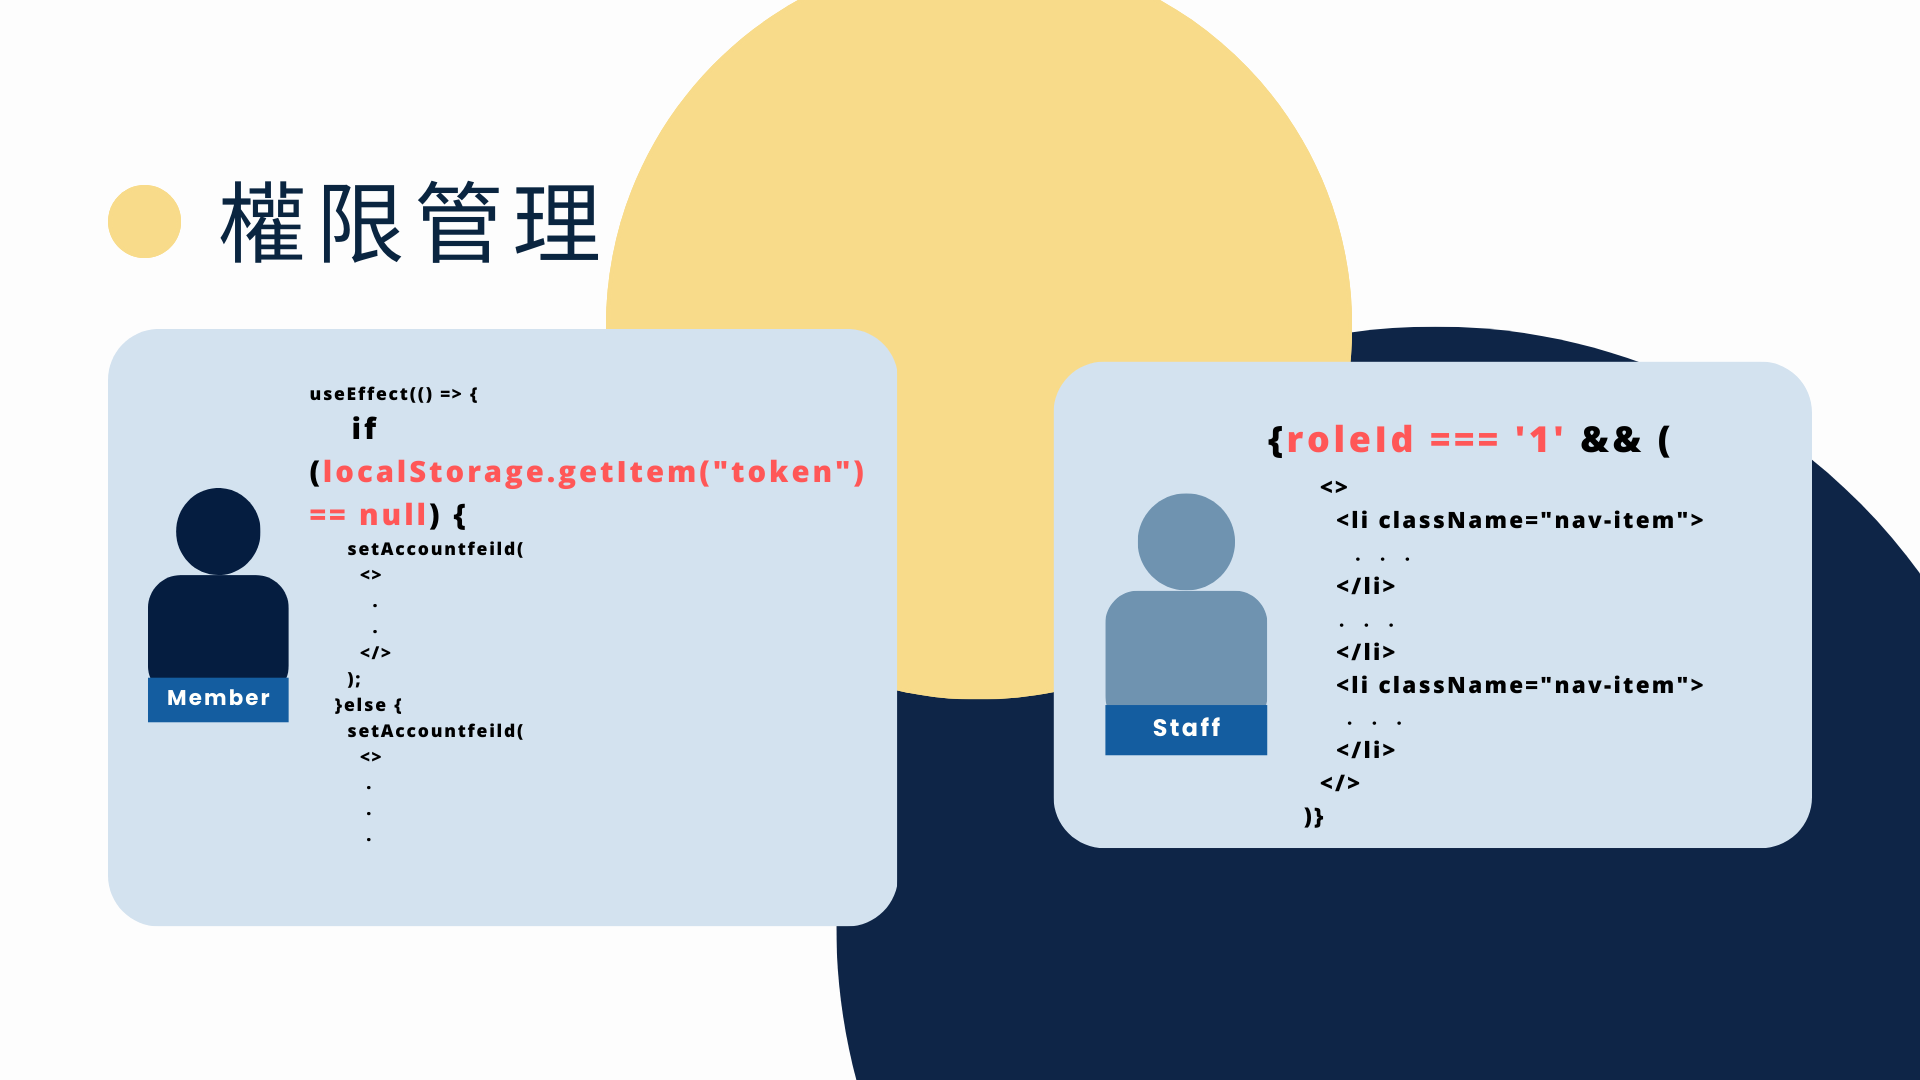 權限管理
useEffect(() => {
if
(localStorage.getItem("token")
== null) {
setAccountfeild(
<>
.
.
</>
);
}else {
setAccountfeild(
<>
.
.
.
Member
{roleId === '1' && (
<>
<li className="nav-item">
. . .
</li>
. . .
</li>
<li className="nav-item">
. . .
</li>
</>
)}
Staff